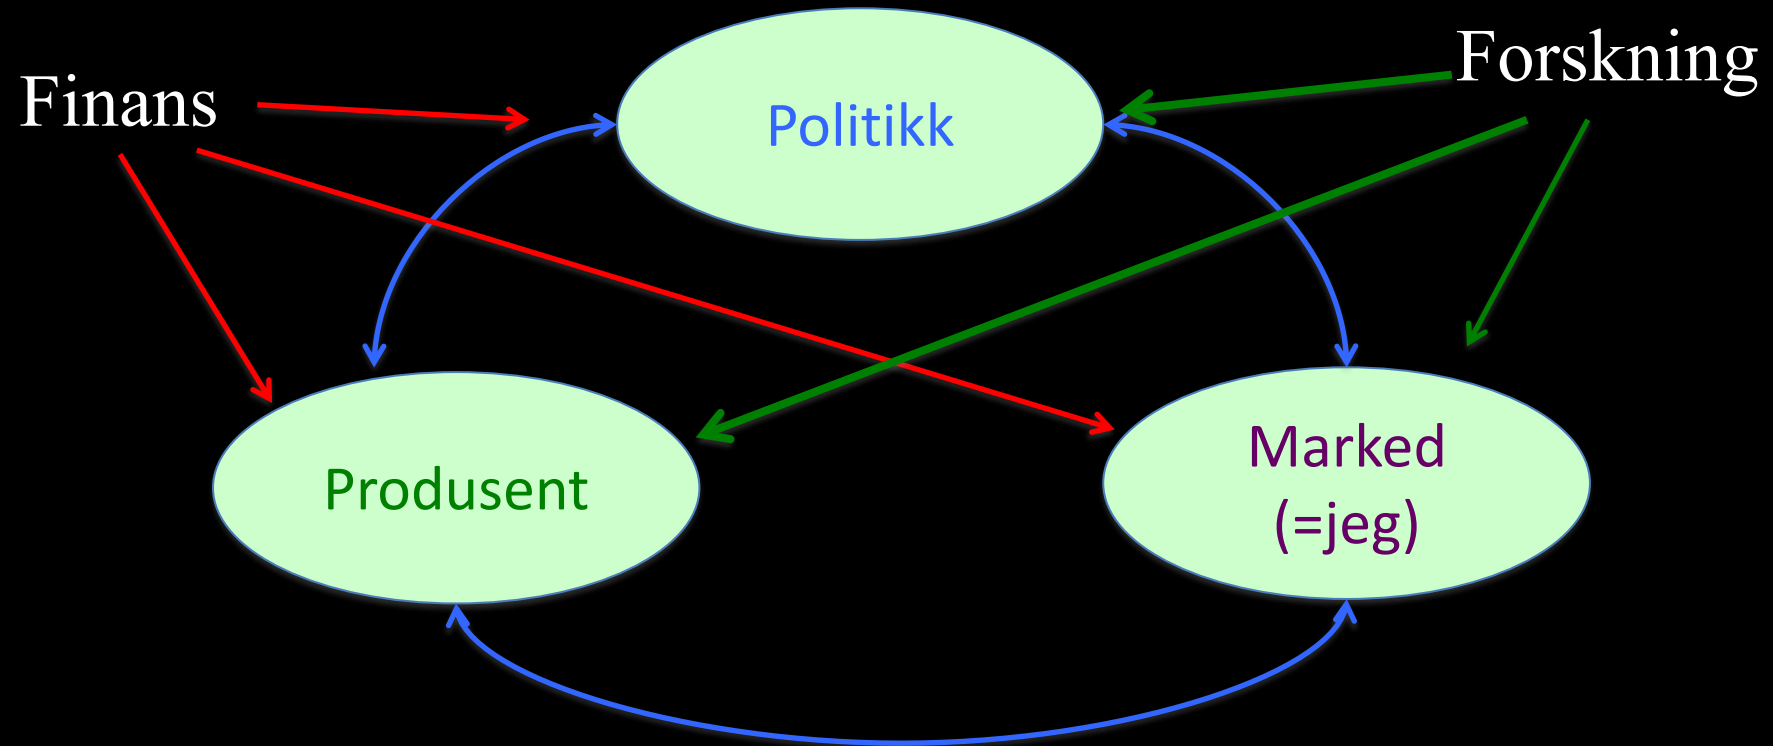 Finans
Forskning
Politikk
Produsent
Marked
(=jeg)